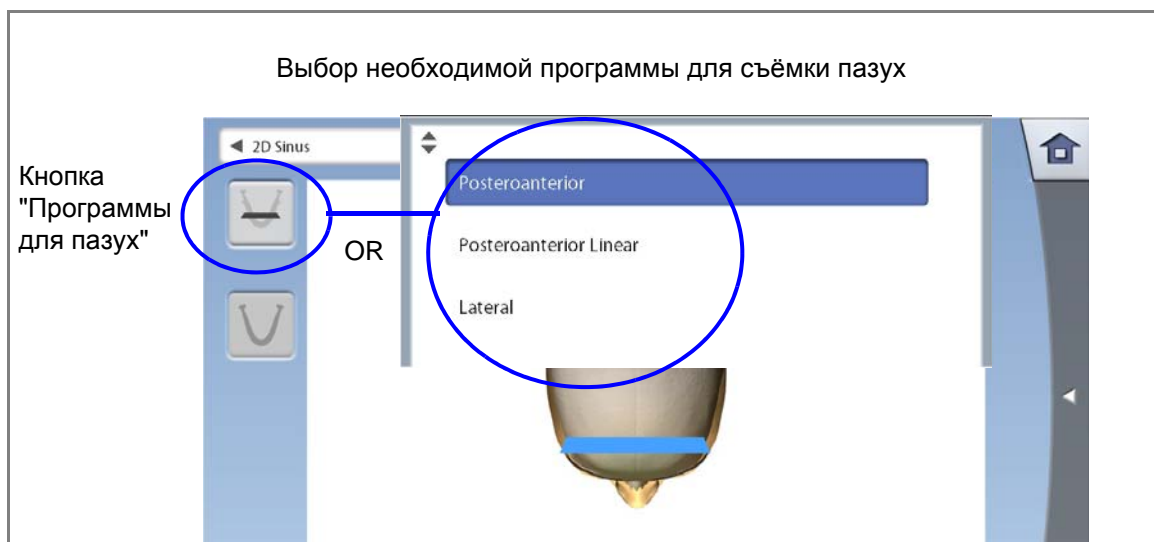 Выбор необходимой программы для съёмки пазух
2D Sinus
Кнопка
"Программы
для пазух"
OR
Posteroanterior
Posteroanterior Linear
Lateral